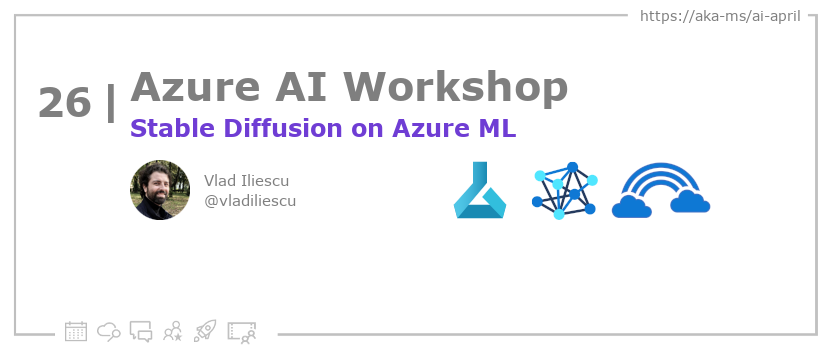 https://aka-ms/ai-april
26 | Azure AI Workshop
Stable Diffusion on Azure ML
Vlad Iliescu
@vladiliescu